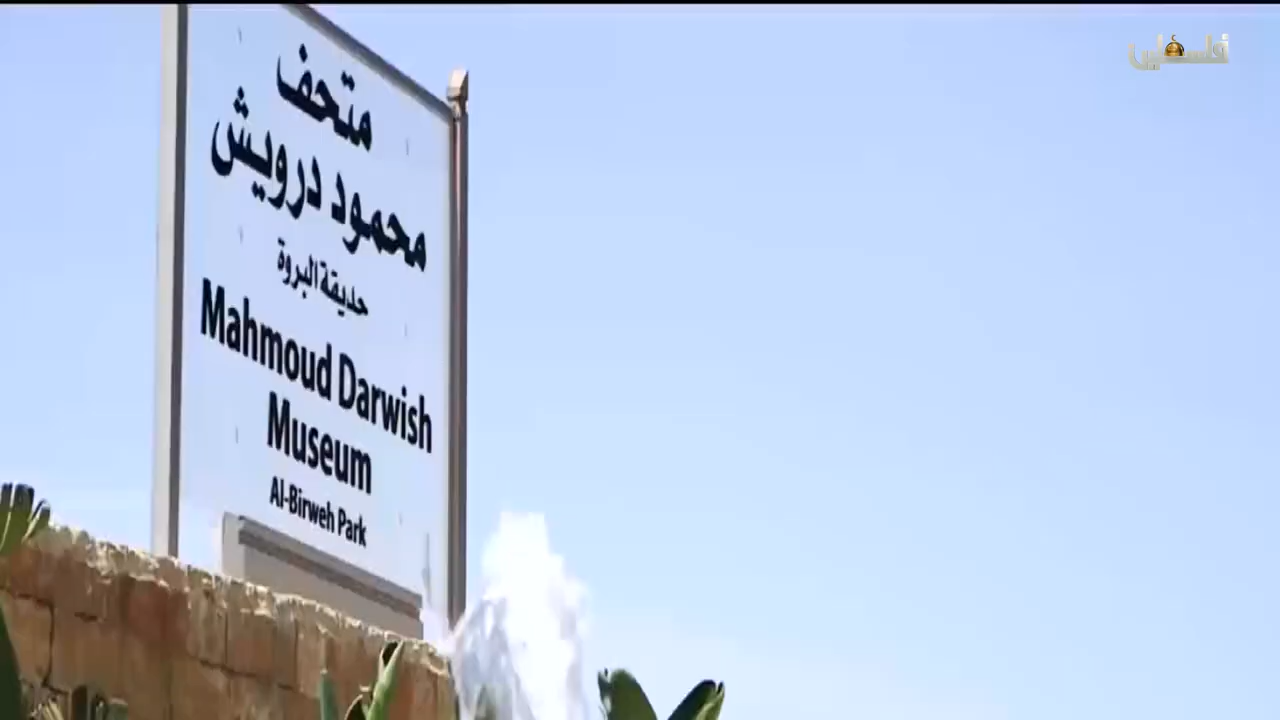 فلسطين
متحف
محمود درويش
حديقة البروة
Mahmoud Darwish
Museum
Al-Birweh Park